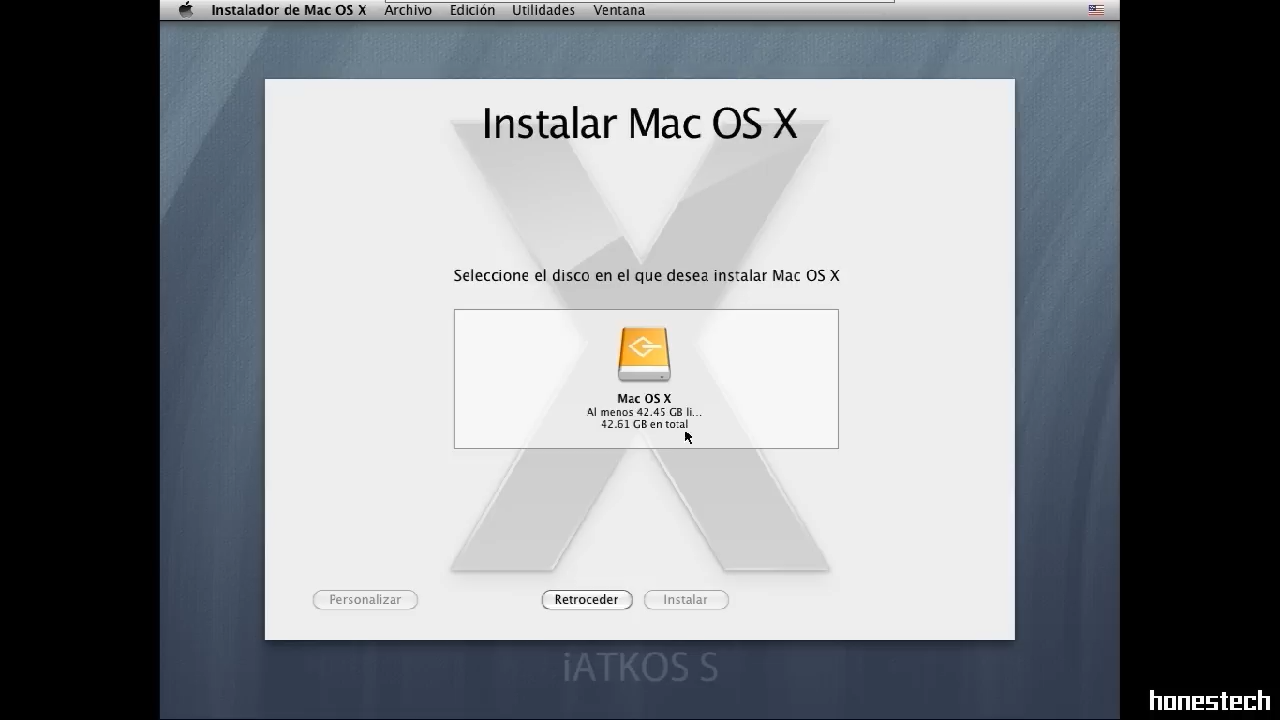 Instalador de Mac OS X Archivo Edición Utilidades Ventana
Instalar Mac OS X
Seleccione el disco en el que desea instalar Mac OS X
Mac OS X
Al menos 42.45 GB li...
42.61 GB en total
Personalizar Retroceder Instalar
iATKOS S
honestech